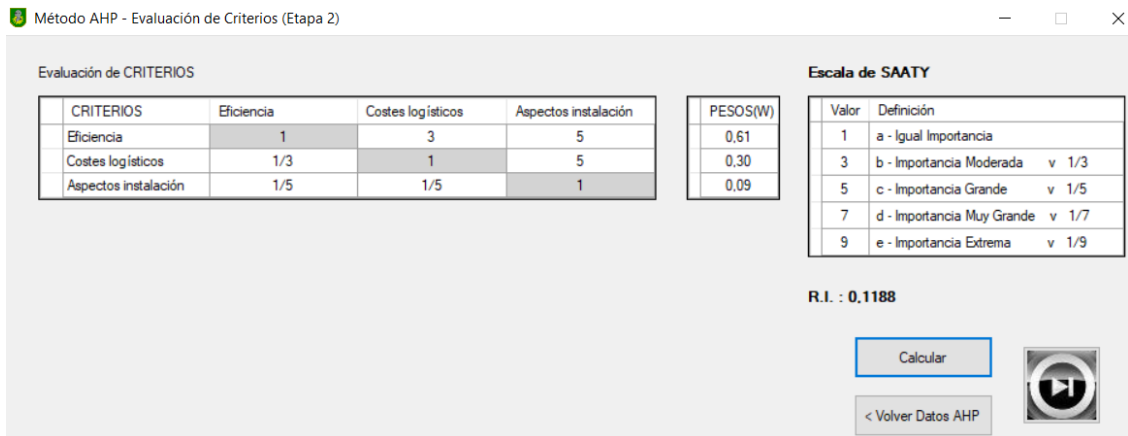 Método AHP - Evaluación de Criterios (Etapa 2)
Evaluación de CRITERIOS
CRITERIOS Eficiencia Costes logísticos Aspectos instalación
Eficiencia 1 3 5
Costes logísticos 1/3 1 5
Aspectos instalación 1/5 1/5 1
PESOS(W)
0,61
0,30
0,09
Escala de SAATY
Valor Definición
1 a - Igual Importancia
3 b - Importancia Moderada v 1/3
5 c - Importancia Grande v 1/5
7 d - Importancia Muy Grande v 1/7
9 e - Importancia Extrema v 1/9
R.I. : 0,1188
Calcular
< Volver Datos AHP